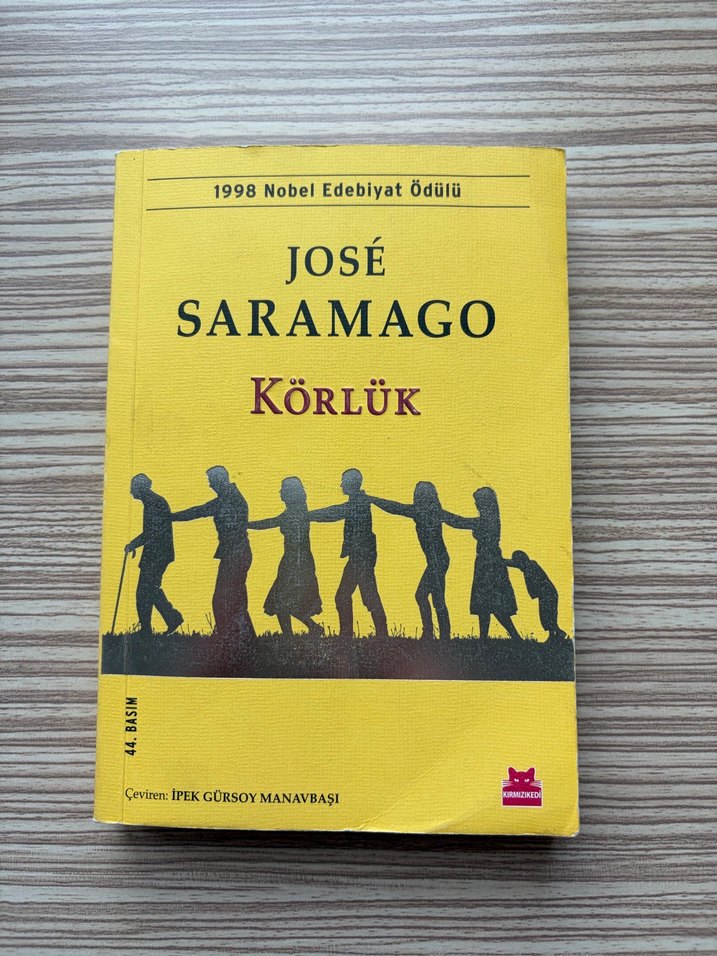 1998 Nobel Edebiyat Ödülü
JOSÉ
SARAMAGO
KÖRLÜK
44. BASIM
Çeviren: İPEK GÜRSOY MANAVBAŞI
KIRMIZIKEDİ